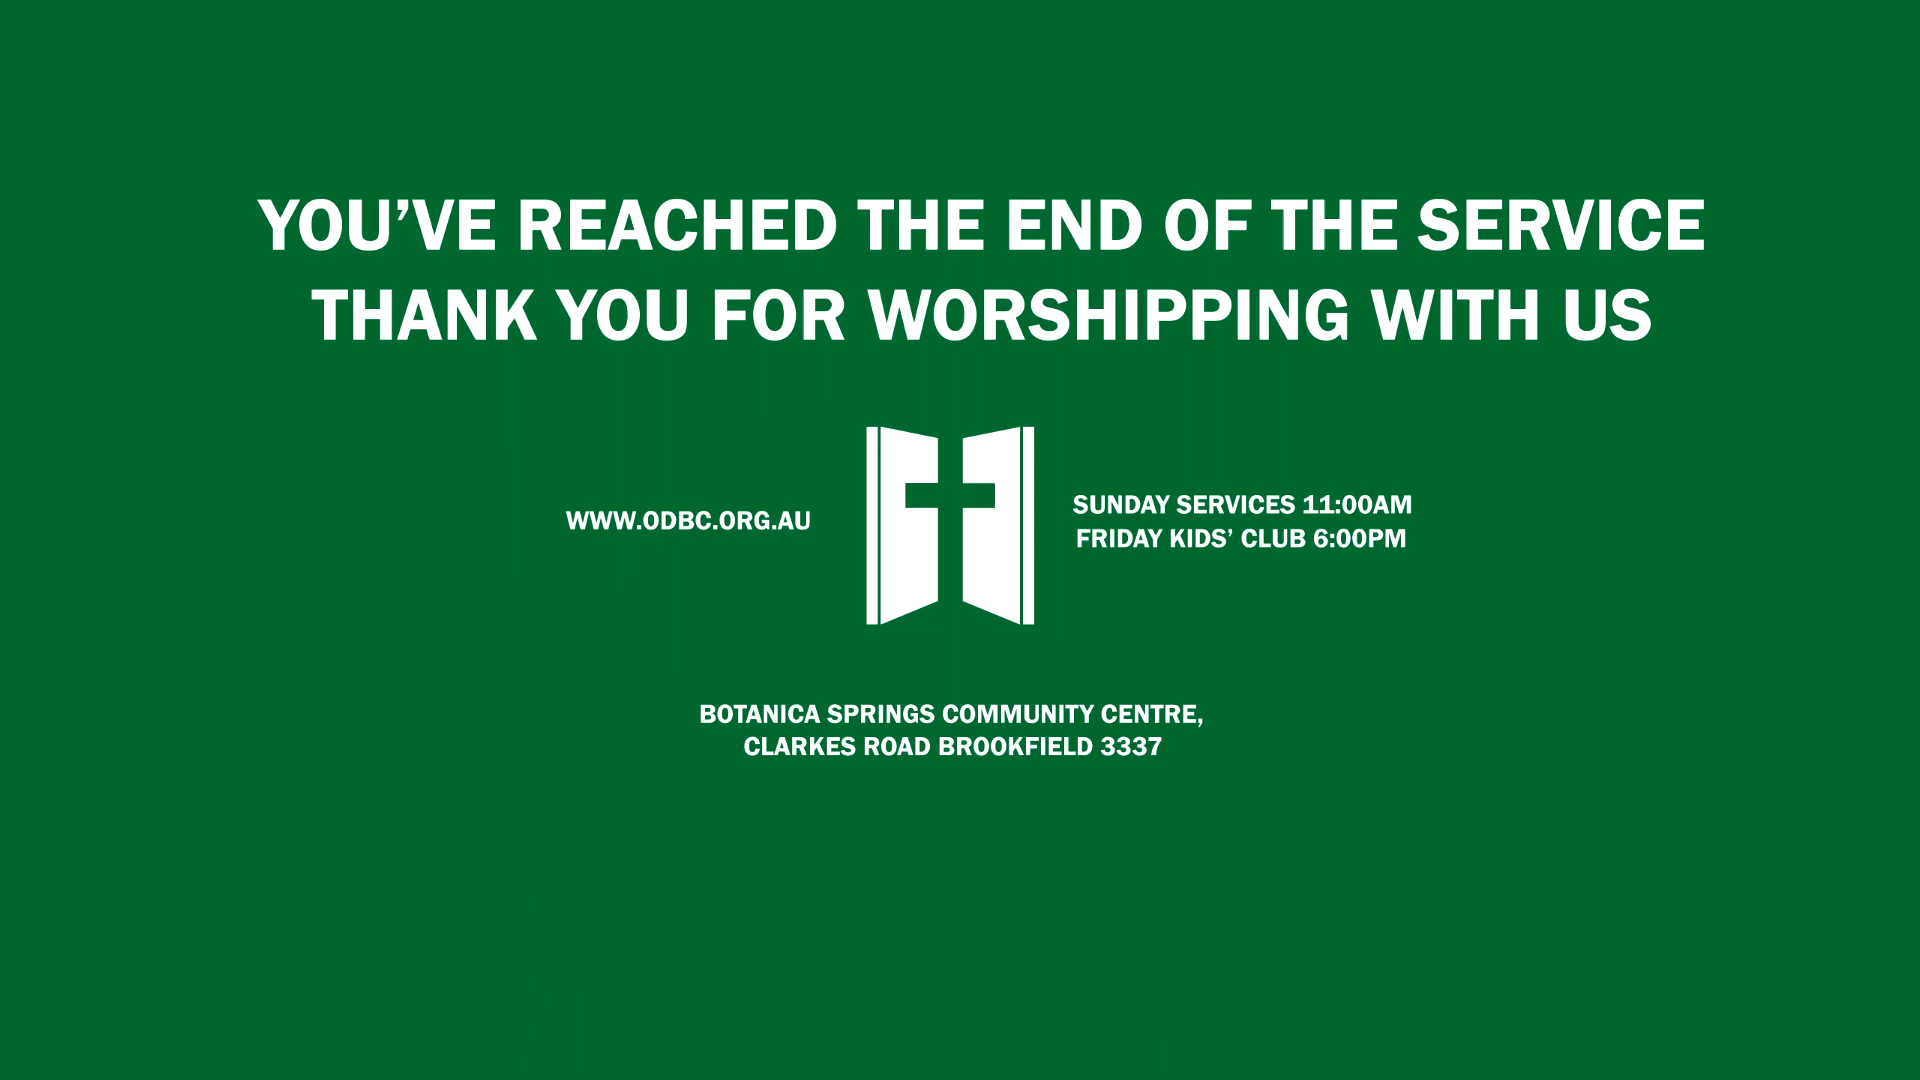 YOU’VE REACHED THE END OF THE SERVICE
THANK YOU FOR WORSHIPPING WITH US
WWW.ODBC.ORG.AU
SUNDAY SERVICES 11:00AM
FRIDAY KIDS’ CLUB 6:00PM
BOTANICA SPRINGS COMMUNITY CENTRE,
CLARKES ROAD BROOKFIELD 3337